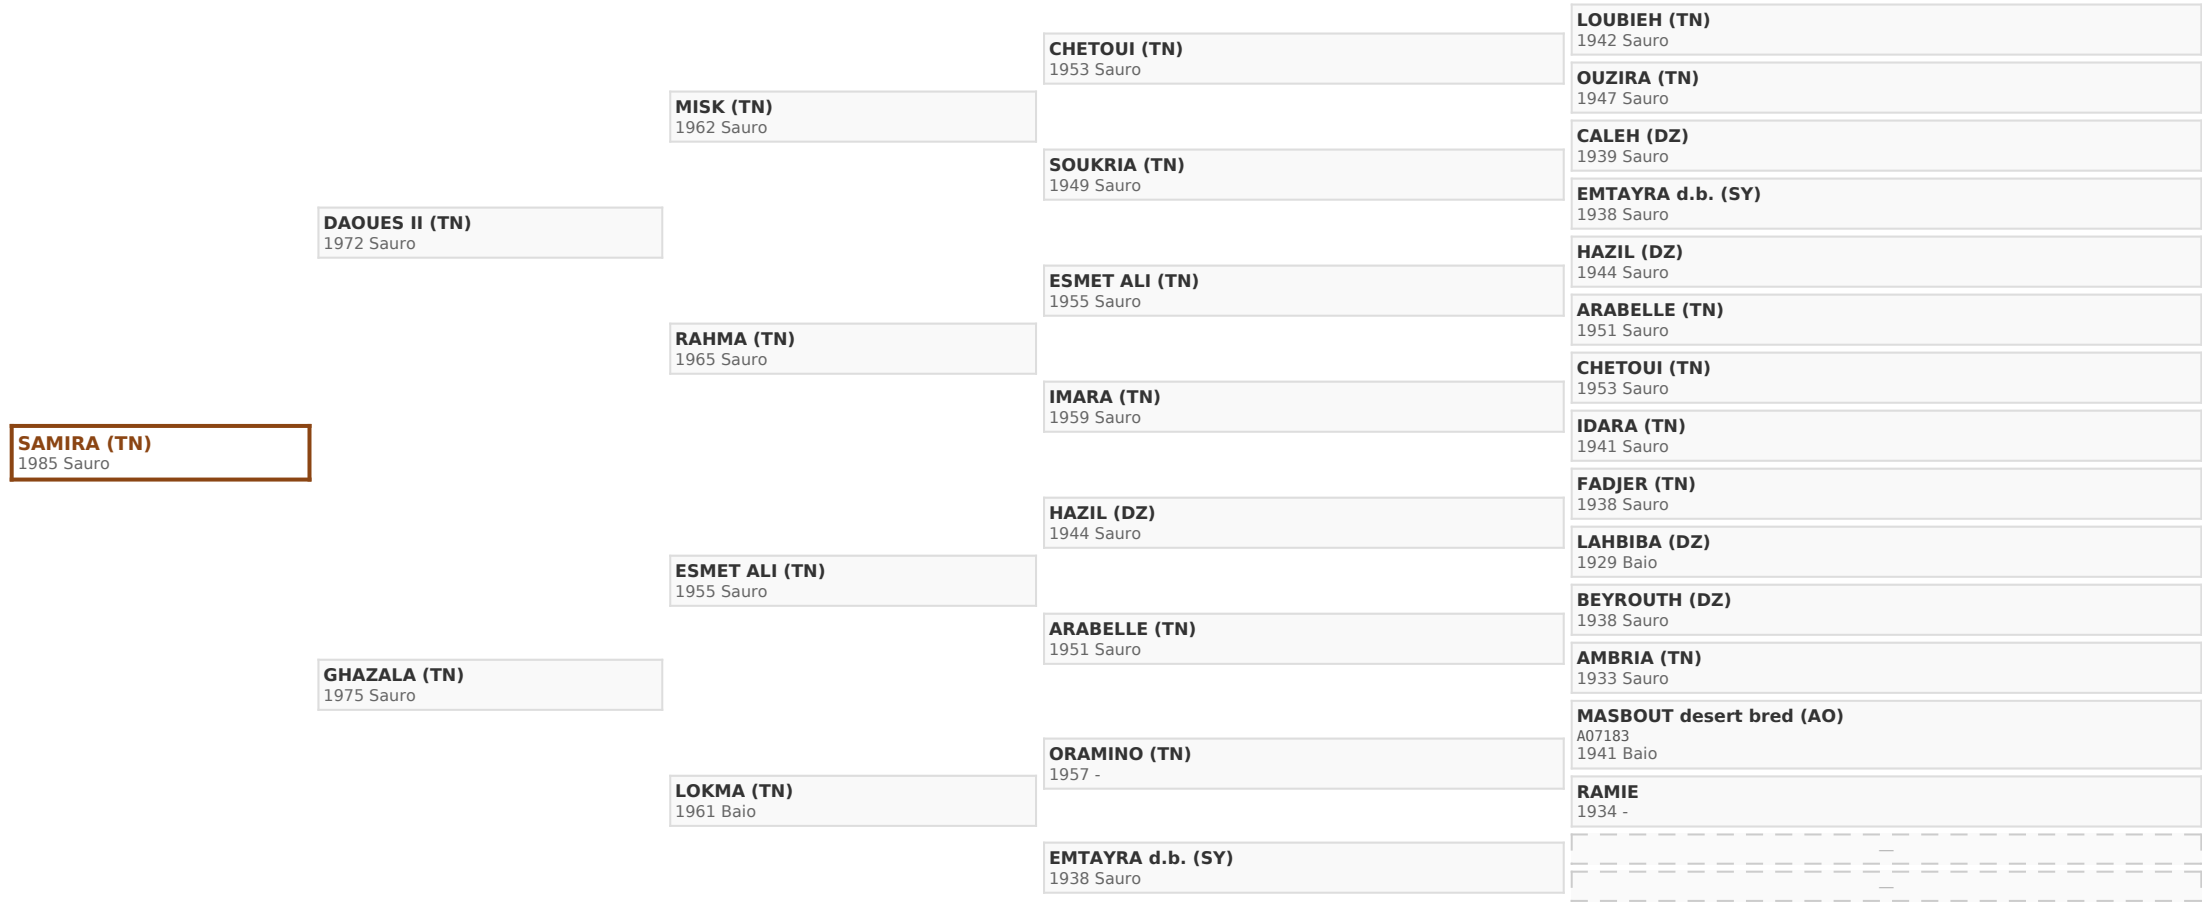 SAMIRA (TN)
1985 Sauro
DAOUES II (TN)
1972 Sauro
GHAZALA (TN)
1975 Sauro
MISK (TN)
1962 Sauro
RAHMA (TN)
1965 Sauro
ESMET ALI (TN)
1955 Sauro
LOKMA (TN)
1961 Baio
CHETOUI (TN)
1953 Sauro
SOUKRIA (TN)
1949 Sauro
ESMET ALI (TN)
1955 Sauro
IMARA (TN)
1959 Sauro
HAZIL (DZ)
1944 Sauro
ARABELLE (TN)
1951 Sauro
ORAMINO (TN)
1957 -
EMTAYRA d.b. (SY)
1938 Sauro
LOUBIEH (TN)
1942 Sauro
OUZIRA (TN)
1947 Sauro
CALEH (DZ)
1939 Sauro
EMTAYRA d.b. (SY)
1938 Sauro
HAZIL (DZ)
1944 Sauro
ARABELLE (TN)
1951 Sauro
CHETOUI (TN)
1953 Sauro
IDARA (TN)
1941 Sauro
FADJER (TN)
1938 Sauro
LAHBIBA (DZ)
1929 Baio
BEYROUTH (DZ)
1938 Sauro
AMBRIA (TN)
1933 Sauro
MASBOUT desert bred (AO)
AO7183
1941 Baio
RAMIE
1934 -
—
—